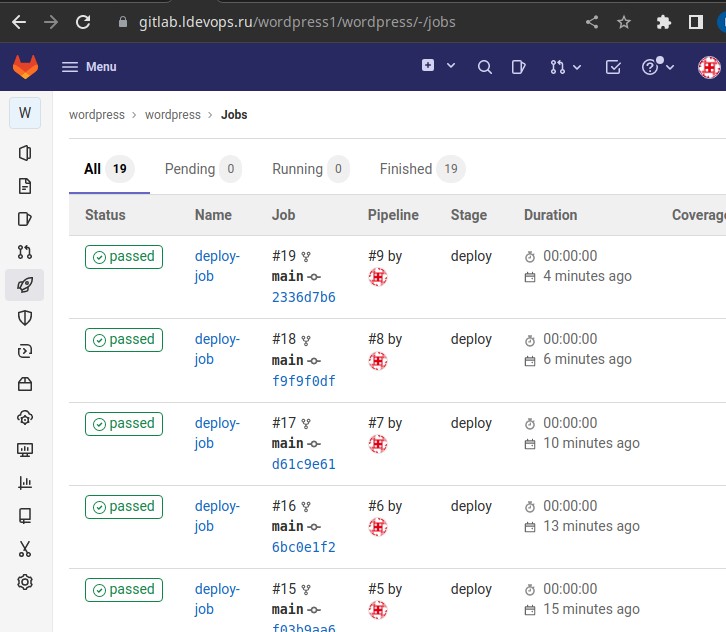 gitlab.ldevops.ru/wordpress1/wordpress/-/jobs
Menu
W
wordpress > wordpress > Jobs
All 19 Pending 0 Running 0 Finished 19
Status Name Job Pipeline Stage Duration Coverag
passed deploy- #19 #9 by deploy 00:00:00
job main 4 minutes ago
2336d7b6
passed deploy- #18 #8 by deploy 00:00:00
job main 6 minutes ago
f9f9f0df
passed deploy- #17 #7 by deploy 00:00:00
job main 10 minutes ago
d61c9e61
passed deploy- #16 #6 by deploy 00:00:00
job main 13 minutes ago
6bc0e1f2
passed deploy- #15 #5 by deploy 00:00:00
job main 15 minutes ago
f03b9aa6